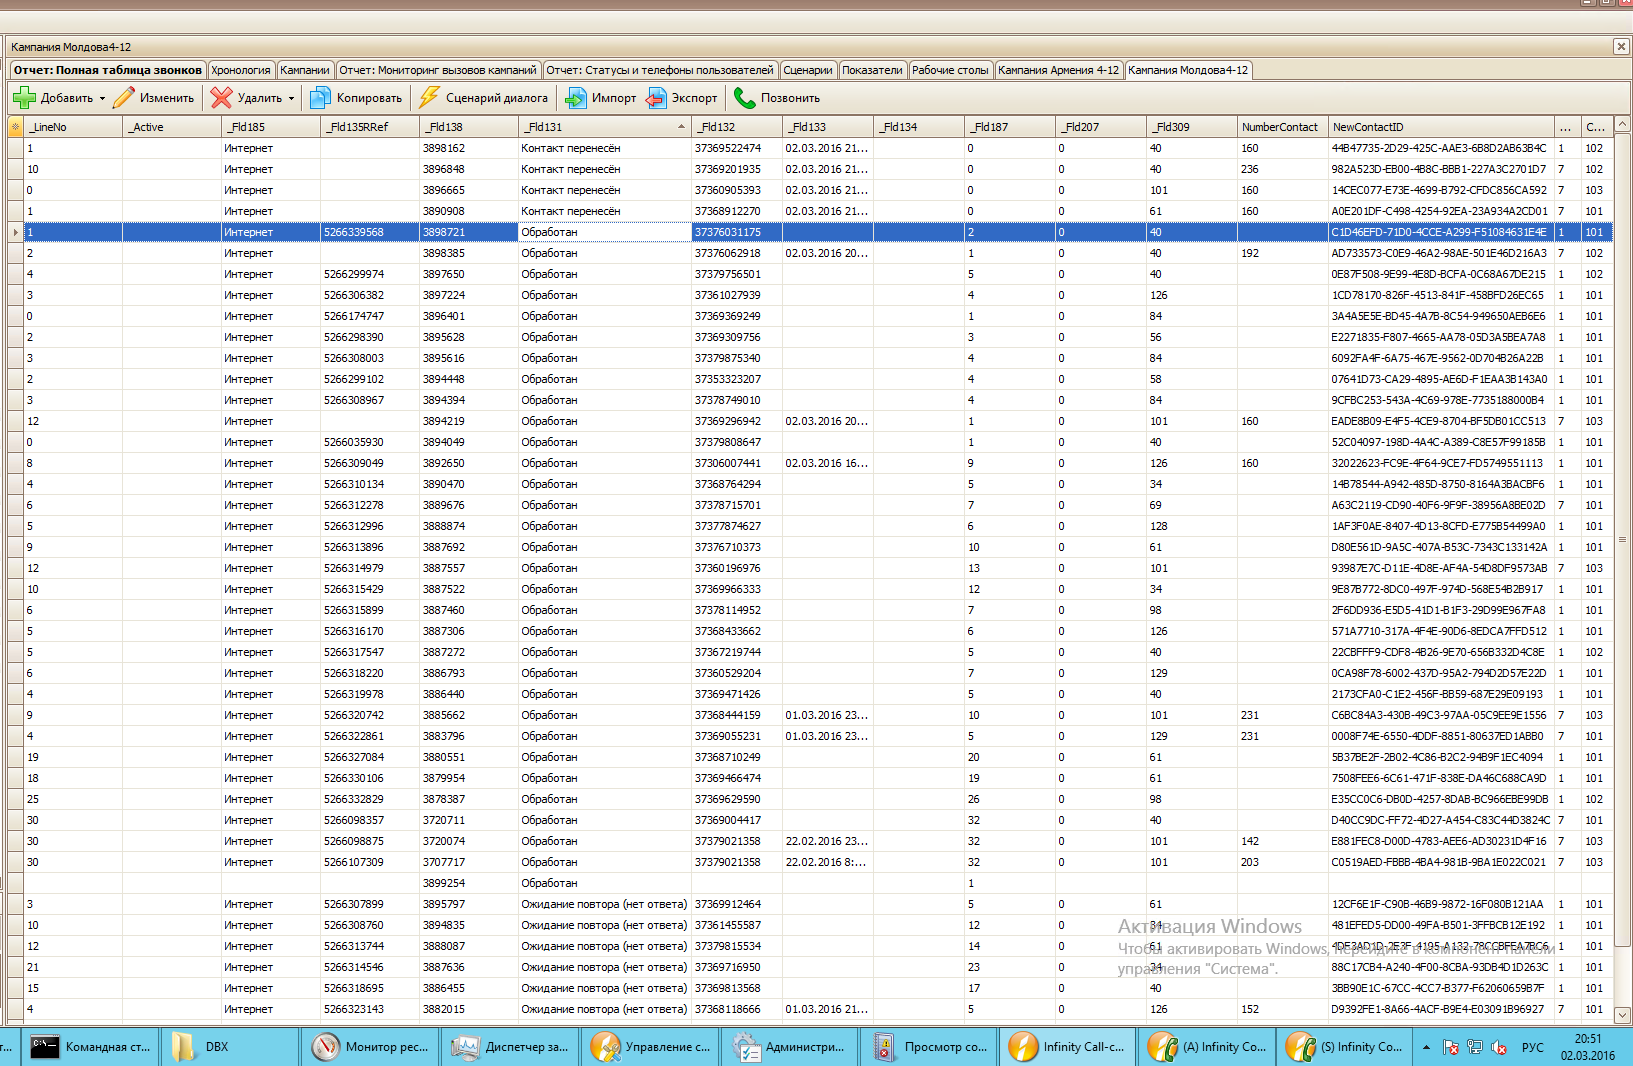 Кампания Молдова4-12
Отчет: Полная таблица звонков Хронология Кампании Отчет: Мониторинг вызовов кампаний Отчет: Статусы и телефоны пользователей Сценарии Показатели Рабочие столы Кампания Армения 4-12 Кампания Молдова4-12
Добавить Изменить Удалить Копировать Сценарий диалога Импорт Экспорт Позвонить
_LineNo _Active _Fld185 _Fld135RRef _Fld138 _Fld131 _Fld132 _Fld133 _Fld134 _Fld187 _Fld207 _Fld309 NumberContact NewContactID ... C...
1 Интернет 3898162 Контакт перенесён 37369522474 02.03.2016 21... 0 0 40 160 44B47735-2D29-425C-AAE3-6B8D2AB63B4C 1 102
10 Интернет 3896848 Контакт перенесён 37369201935 02.03.2016 21... 0 0 40 236 982A523D-EB00-4B8C-BBB1-227A3C2701D7 7 102
0 Интернет 3896665 Контакт перенесён 37360905393 02.03.2016 21... 0 0 101 160 14CEC077-E73E-4699-B792-CFDC856CA592 7 103
1 Интернет 3890908 Контакт перенесён 37368912270 02.03.2016 21... 0 0 61 160 A0E201DF-C498-4254-92EA-23A934A2CD01 7 101
1 Интернет 5266339568 3898721 Обработан 37376031175 2 0 40 C1D46EFD-71D0-4CCE-A299-F51084631E4E 1 101
2 Интернет 3898385 Обработан 37376062918 02.03.2016 20... 1 0 40 192 AD733573-C0E9-46A2-98AE-501E46D216A3 7 102
4 Интернет 5266299974 3897650 Обработан 37379756501 5 0 40 0E87F508-9E99-4E8D-BCFA-0C68A67DE215 1 102
3 Интернет 5266306382 3897224 Обработан 37361027939 4 0 126 1CD78170-826F-4513-841F-458BFD26EC65 1 101
0 Интернет 5266174747 3896401 Обработан 37369369249 1 0 84 3A4A5E5E-BD45-4A7B-8C54-949650AEB6E6 1 101
2 Интернет 5266298390 3895628 Обработан 37369309756 3 0 56 E2271835-F807-4665-AA78-05D3A5BEA7A8 1 101
3 Интернет 5266308003 3895616 Обработан 37379875340 4 0 84 6092FA4F-6A75-467E-9562-0D704B26A22B 1 101
2 Интернет 5266299102 3894448 Обработан 37353323207 4 0 58 07641D73-CA29-4895-AE6D-F1EAA3B143A0 1 101
3 Интернет 5266308967 3894394 Обработан 37378749010 4 0 84 9CFBC253-543A-4C69-978E-7735188000B4 1 101
12 Интернет 3894219 Обработан 37369296942 02.03.2016 20... 1 0 101 160 EADE8B09-E4F5-4CE9-8704-BF5DB01CC513 7 103
0 Интернет 5266035930 3894049 Обработан 37379808647 1 0 40 52C04097-198D-4A4C-A389-C8E57F99185B 1 101
8 Интернет 5266309049 3892650 Обработан 37306007441 02.03.2016 16... 9 0 126 160 32022623-FC9E-4F64-9CE7-FD5749551113 1 101
4 Интернет 5266310134 3890470 Обработан 37368764294 5 0 34 14B78544-A942-485D-8750-8164A3BACBF6 1 101
6 Интернет 5266312278 3889676 Обработан 37378715701 7 0 69 A63C2119-CD90-40F6-9F9F-38956A8BE02D 7 101
5 Интернет 5266312996 3888874 Обработан 37377874627 6 0 128 1AF3F0AE-8407-4D13-8CFD-E775B54499A0 1 101
9 Интернет 5266313896 3887692 Обработан 37376710373 10 0 61 D80E561D-9A5C-407A-B53C-7343C133142A 1 101
12 Интернет 5266314979 3887557 Обработан 37360196976 13 0 101 93987E7C-D11E-4D8E-AF4A-54D8DF9573AB 7 103
10 Интернет 5266315429 3887522 Обработан 37369966333 12 0 34 9E87B772-8DC0-497F-974D-568E54B2B917 1 101
6 Интернет 5266315899 3887460 Обработан 37378114952 7 0 98 2F6DD936-E5D5-41D1-B1F3-29D99E967FA8 1 101
5 Интернет 5266316170 3887306 Обработан 37368433662 6 0 126 571A7710-317A-4F4E-90D6-8EDCA7FFD512 1 101
5 Интернет 5266317547 3887272 Обработан 37367219744 5 0 40 22CBFFF9-CDF8-4B26-9E70-656B332D4C8E 1 102
6 Интернет 5266318220 3886793 Обработан 37360529204 7 0 129 0CA98F78-6002-437D-95A2-794D2D57E22D 1 101
4 Интернет 5266319978 3886440 Обработан 37369471426 5 0 40 2173CFA0-C1E2-456F-BB59-687E29E09193 1 101
9 Интернет 5266320742 3885662 Обработан 37368444159 01.03.2016 23... 10 0 101 231 C6BC84A3-430B-49C3-97AA-05C9EE9E1556 7 103
4 Интернет 5266322861 3883796 Обработан 37369055231 01.03.2016 23... 5 0 129 231 0008F74E-6550-4DDF-8851-80637ED1ABB0 7 101
19 Интернет 5266327084 3880551 Обработан 37368710249 20 0 61 5B37BE2F-2B02-4C86-B2C2-94B9F1EC4094 1 101
18 Интернет 5266330106 3879954 Обработан 37369466474 19 0 61 7508FEE6-6C61-471F-838E-DA46C688CA9D 1 101
25 Интернет 5266332829 3878387 Обработан 37369629590 26 0 98 E35CC0C6-DB0D-4257-8DAB-BC966EBE99DB 1 102
30 Интернет 5266098357 3720711 Обработан 37369004417 32 0 40 D40CC9DC-FF72-4D27-A454-C83C44D3824C 7 101
30 Интернет 5266098875 3720074 Обработан 37379021358 22.02.2016 23... 32 0 101 142 E881FEC8-D00D-4783-AEE6-AD30231D4F16 7 103
30 Интернет 5266107309 3707717 Обработан 37379021358 22.02.2016 8:... 32 0 101 203 C0519AED-FBBB-4BA4-981B-9BA1E022C021 7 103
3899254 Обработан 1
3 Интернет 5266307899 3895797 Ожидание повтора (нет ответа) 37369912464 5 0 61 12CF6E1F-C90B-46B9-9872-16F080B121AA 1 101
10 Интернет 5266308760 3894835 Ожидание повтора (нет ответа) 37361455587 12 0 34 481EFED5-DD00-49FA-B501-3FFBCB12E192 1 101
Активация Windows
12 Интернет 5266313744 3888087 Ожидание повтора (нет ответа) 37379815534 14 0 61 4DF3AD1D-2E3F-4195-A132-78CCBFEA7BC6 1 101
Чтобы активировать Windows, перейдите в компонент панели
21 Интернет 5266314546 3887636 Ожидание повтора (нет ответа) 37369716950 23 0 34 88C17CB4-A240-4F00-8CBA-93DB4D1D263C 1 101
управления "Система".
15 Интернет 5266318695 3886455 Ожидание повтора (нет ответа) 37369813568 17 0 40 3BB90E1C-67CC-4CC7-B377-F62060659B7F 1 101
4 Интернет 5266323143 3882015 Ожидание повтора (нет ответа) 37368118666 01.03.2016 21... 5 0 126 152 D9392FE1-8A66-4ACF-B9E4-E03091B96927 7 101
т... Командная ст... DBX Монитор рес... Диспетчер за... Управление с... Администри... Просмотр со... Infinity Call-c... (A) Infinity Co... (S) Infinity Co... РУС 20:51
02.03.2016